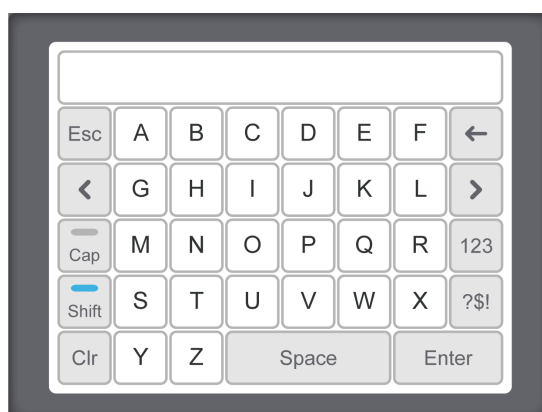 Esc A B C D E F ←
< G H I J K L >
Cap M N O P Q R 123
Shift S T U V W X ?$!
Clr Y Z Space Enter